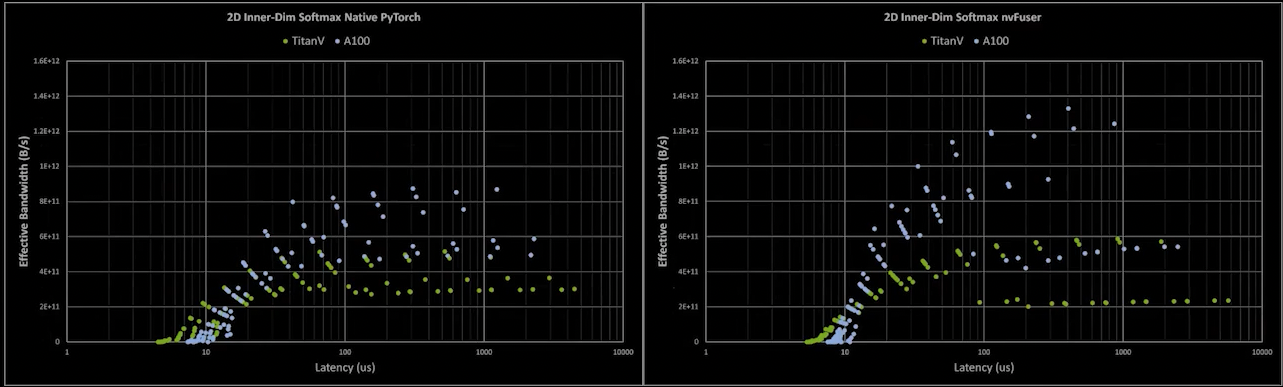 2D Inner-Dim Softmax Native PyTorch
TitanV A100
Effective Bandwidth (B/s)
1.6E+12
1.4E+12
1.2E+12
1E+12
8E+11
6E+11
4E+11
2E+11
0
1 10 100 1000 10000
Latency (us)
2D Inner-Dim Softmax nvFuser
TitanV A100
Effective Bandwidth (B/s)
1.6E+12
1.4E+12
1.2E+12
1E+12
8E+11
6E+11
4E+11
2E+11
0
1 10 100 1000 10000
Latency (us)